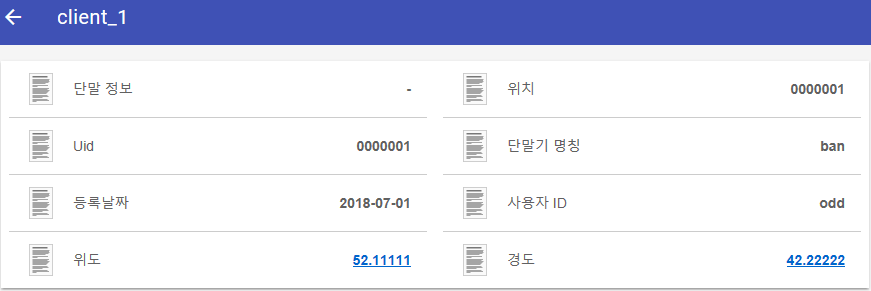 client_1
단말 정보 - 위치 0000001
Uid 0000001 단말기 명칭 ban
등록날짜 2018-07-01 사용자 ID odd
위도 52.11111 경도 42.22222